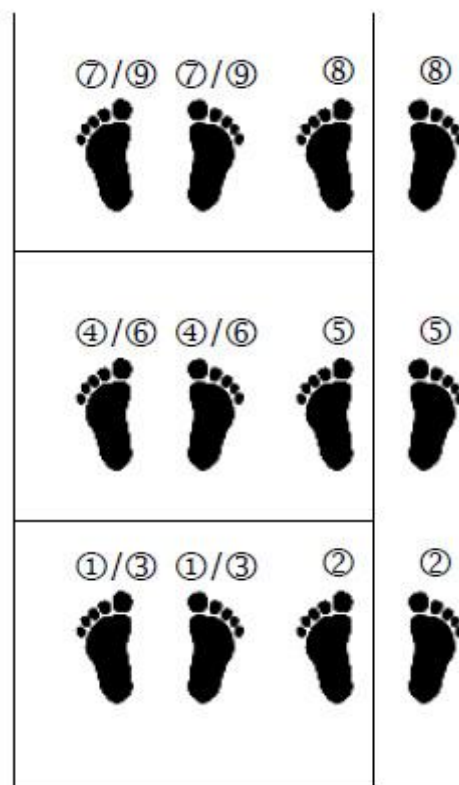 ⑦/⑨ ⑦/⑨ ⑧ ⑧
④/⑥ ④/⑥ ⑤ ⑤
①/③ ①/③ ② ②